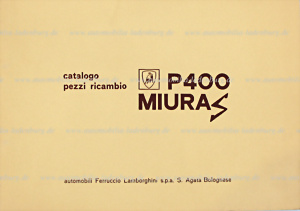 catalogo
pezzi ricambio
P400
MIURA S
automobili Ferruccio Lamborghini s.p.a. S. Agata Bolognese